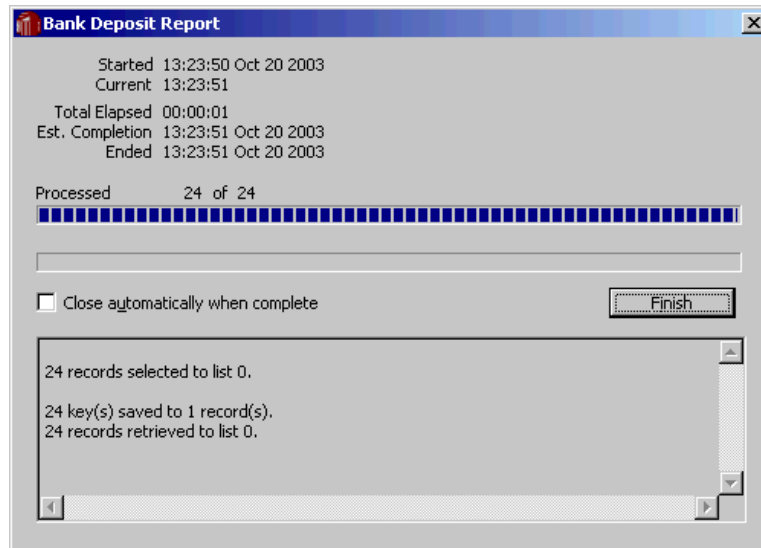 Bank Deposit Report
Started 13:23:50 Oct 20 2003
Current 13:23:51
Total Elapsed 00:00:01
Est. Completion 13:23:51 Oct 20 2003
Ended 13:23:51 Oct 20 2003
Processed 24 of 24
Close automatically when complete
Finish
24 records selected to list 0.
24 key(s) saved to 1 record(s).
24 records retrieved to list 0.